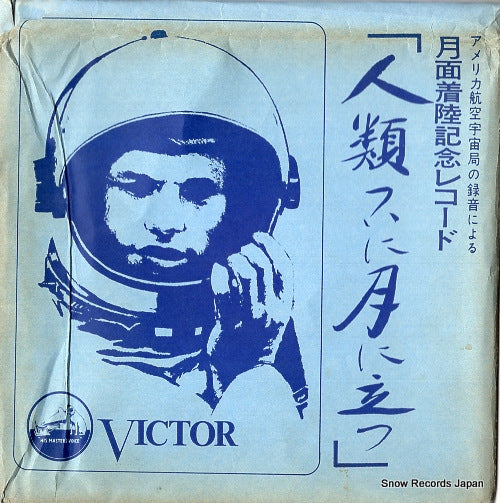 アメリカ航空宇宙局の録音による
月面着陸記念レコード
「人類ついに月に立つ」
HIS MASTER'S VOICE
VICTOR
Snow Records Japan